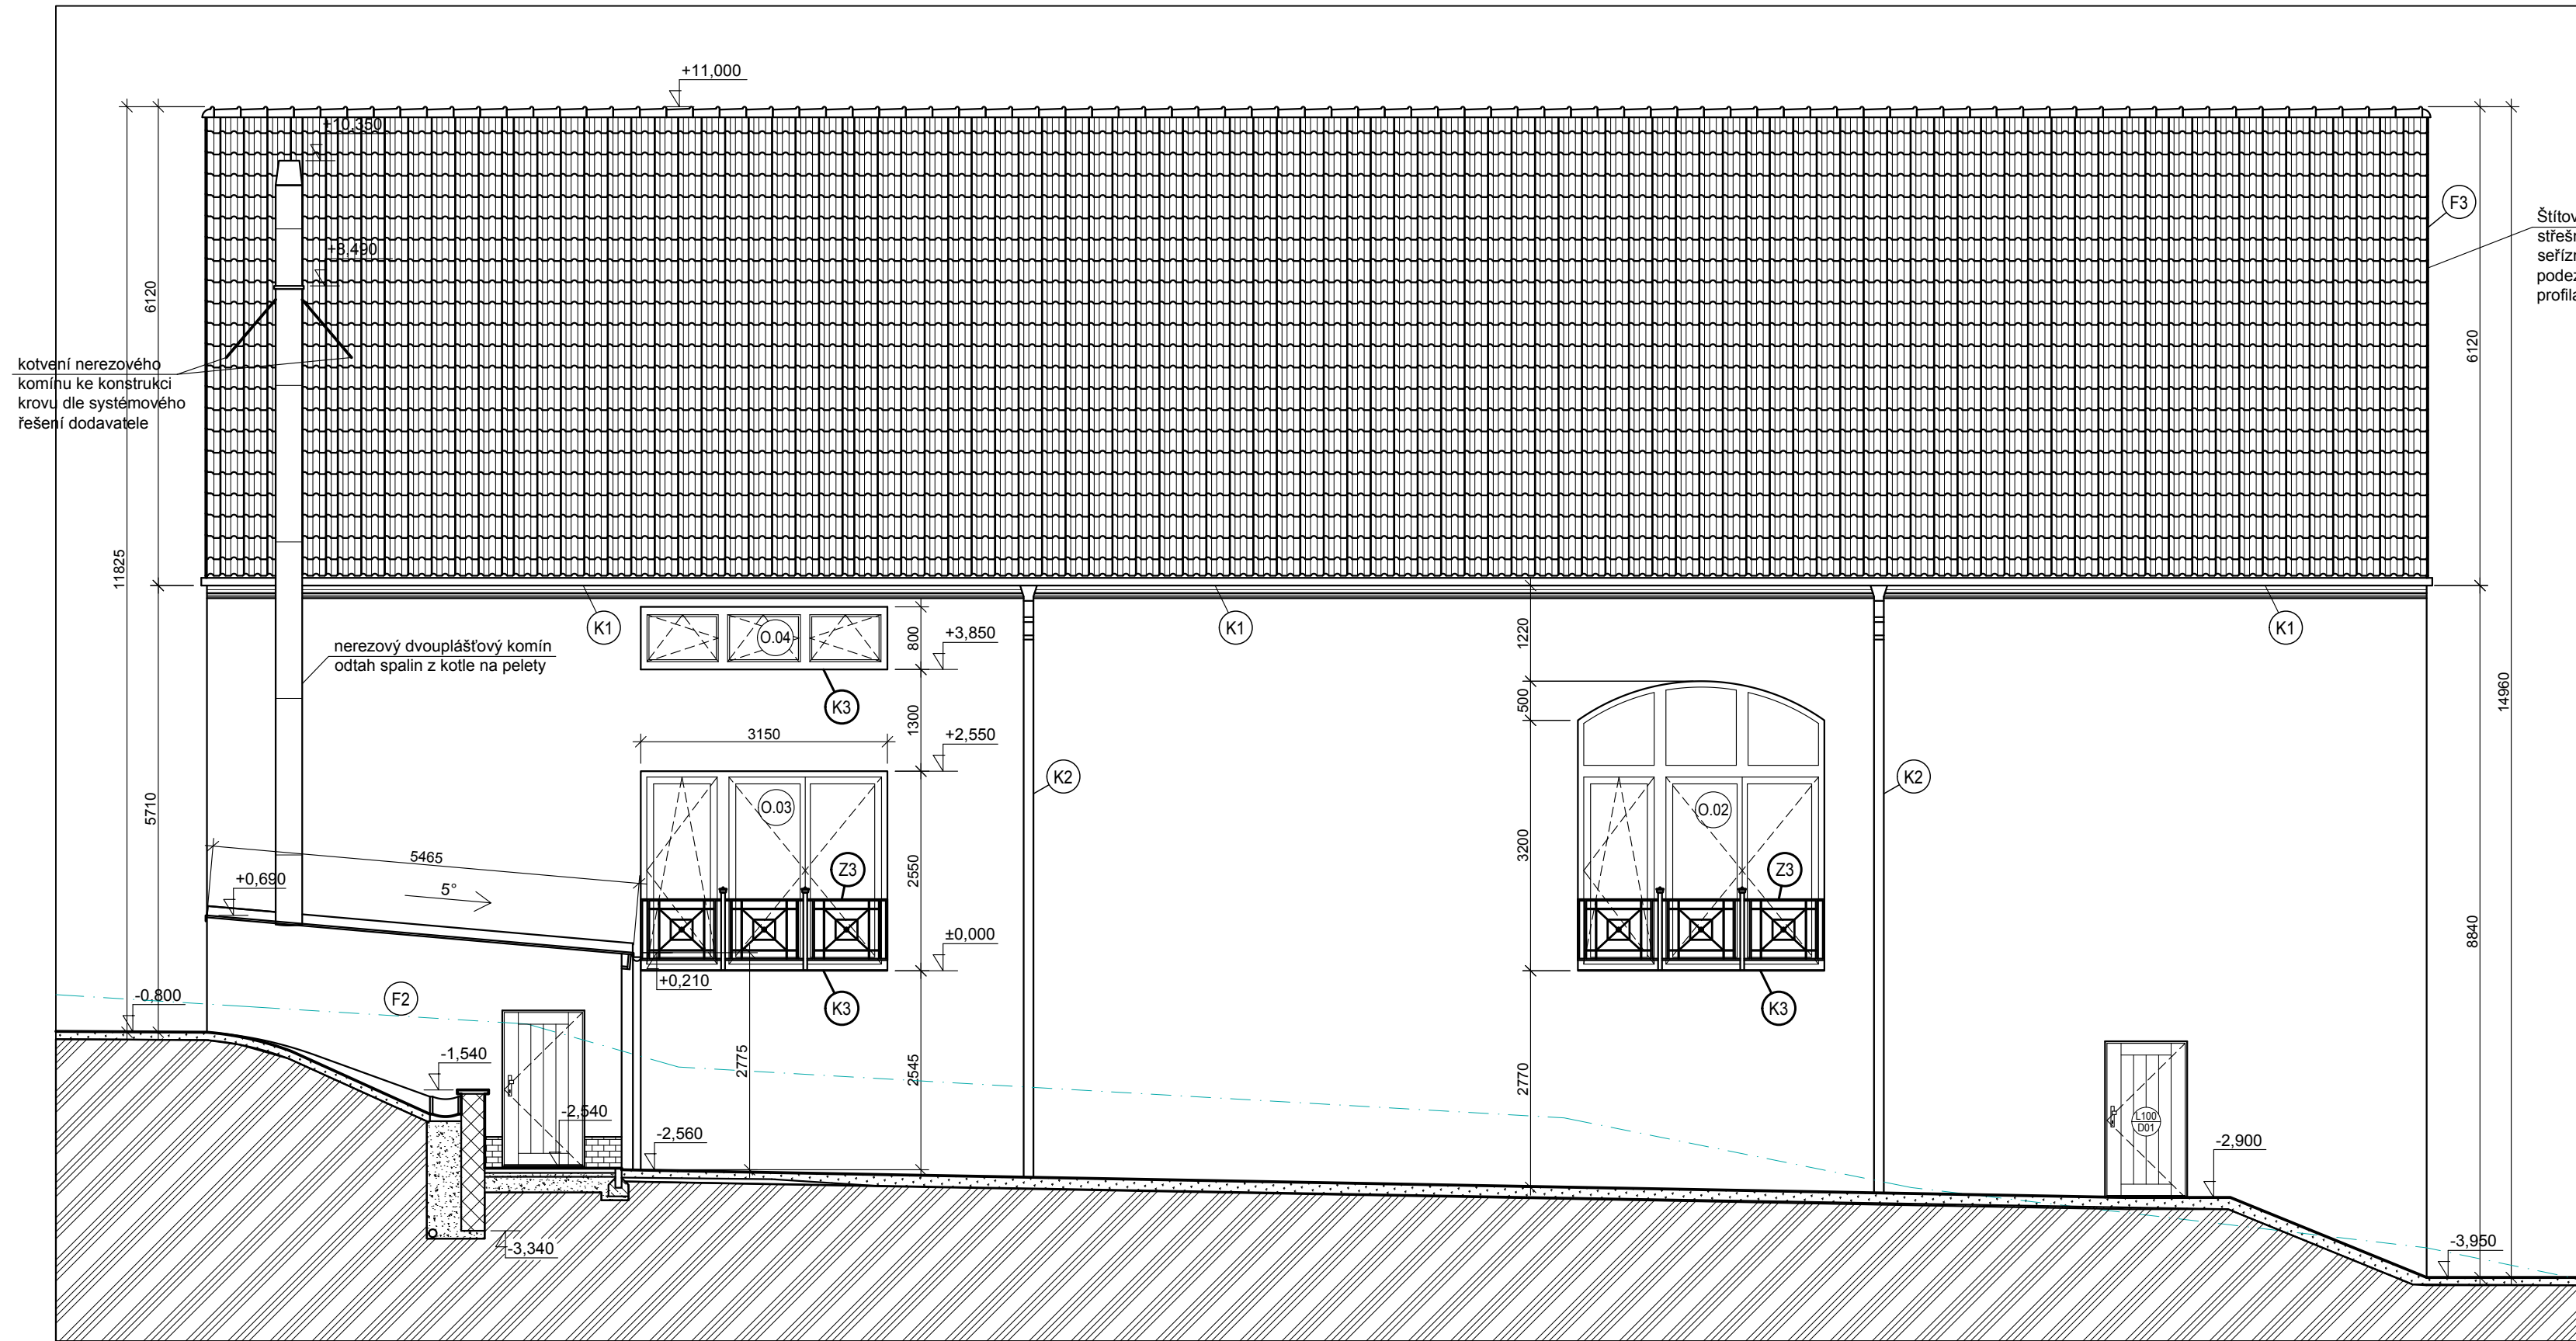 +11,000
+10,350
F3
Štítov
střešn
seřízn
podez
profila
+8,490
6120
6120
kotvení nerezového
komínu ke konstrukci
krovu dle systémového
řešení dodavatele
11825
K1
K1
K1
O.04
800
+3,850
1220
nerezový dvouplášťový komín
odtah spalin z kotle na pelety
K3
1300
500
14960
3150
+2,550
K2
K2
5710
O.03
O.02
5465
5°
+0,690
Z3
Z3
2550
3200
±0,000
8840
+0,210
K3
K3
-0,800
F2
-1,540
2775
2545
2770
-2,540
L100
D01
-2,560
-2,900
-3,340
-3,950